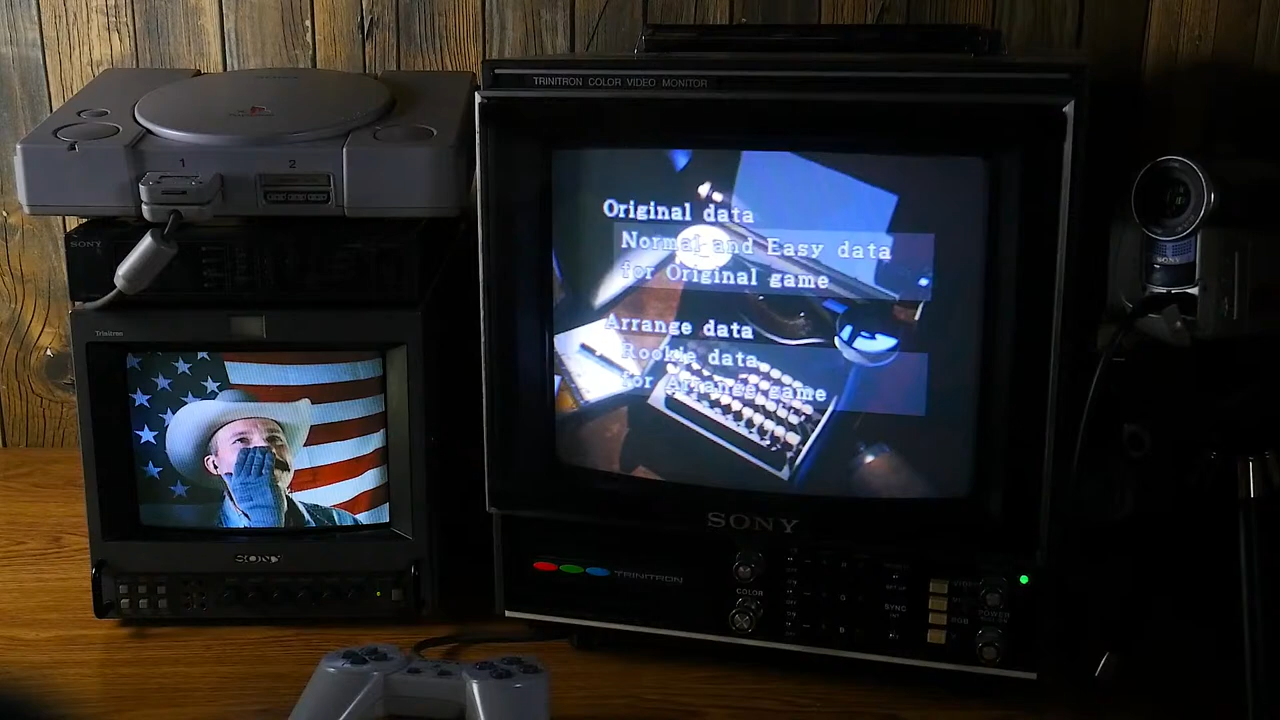 TRINITRON COLOR VIDEO MONITOR
1 2
SONY
Trinitron
Original data
Normal and Easy data
for Original game
Arrange data
Rookie data
for Arrange game
SONY
SONY
SONY
TRINITRON
COLOR
SYNC
RGB
POWER